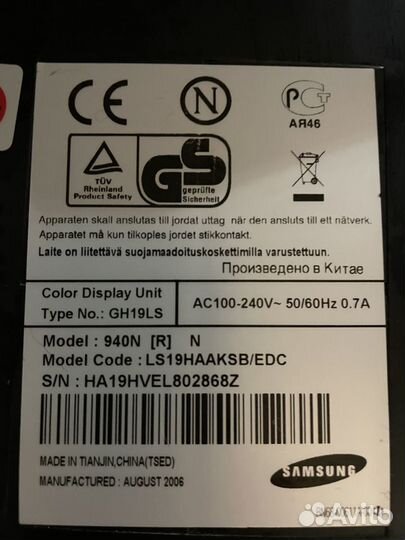 CE N PCT
АЯ46
TÜV
Rheinland
Product Safety
GS
geprüfte
Sicherheit
Apparaten skall anslutas till jordat uttag när den ansluts till ett nätverk.
Apparatet må kun tilkoples jordet stikkontakt.
Laite on liitettävä suojamaadoituskoskettimilla varustettuun.
Произведено в Китае
Color Display Unit
Type No.: GH19LS
AC100-240V~ 50/60Hz 0.7A
Model : 940N [R] N
Model Code : LS19HAAKSB/EDC
S/N : HA19HVEL802868Z
MADE IN TIANJIN,CHINA(TSED)
MANUFACTURED : AUGUST 2006
SAMSUNG
Avito